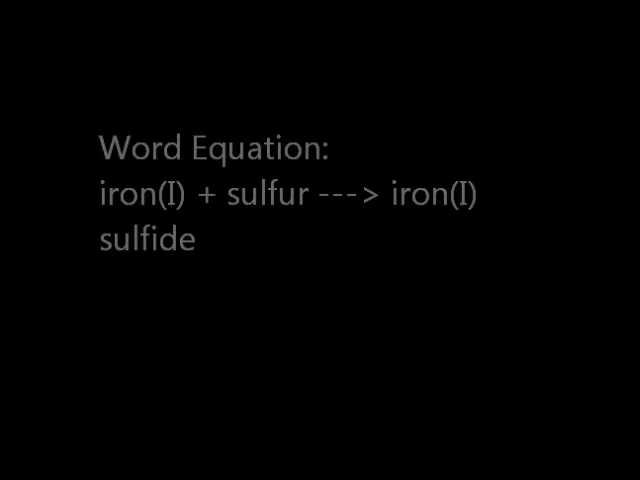 Word Equation:
iron(I) + sulfur ---> iron(I)
sulfide